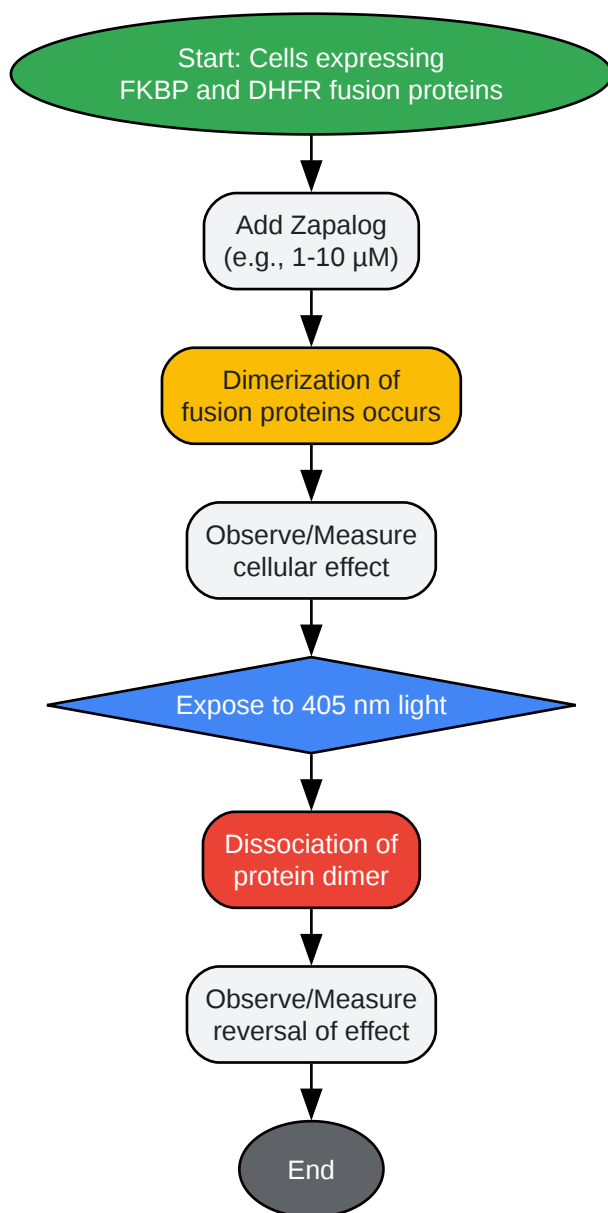 Start: Cells expressing
FKBP and DHFR fusion proteins
Add Zapalog
(e.g., 1-10 µM)
Dimerization of
fusion proteins occurs
Observe/Measure
cellular effect
Expose to 405 nm light
Dissociation of
protein dimer
Observe/Measure
reversal of effect
End